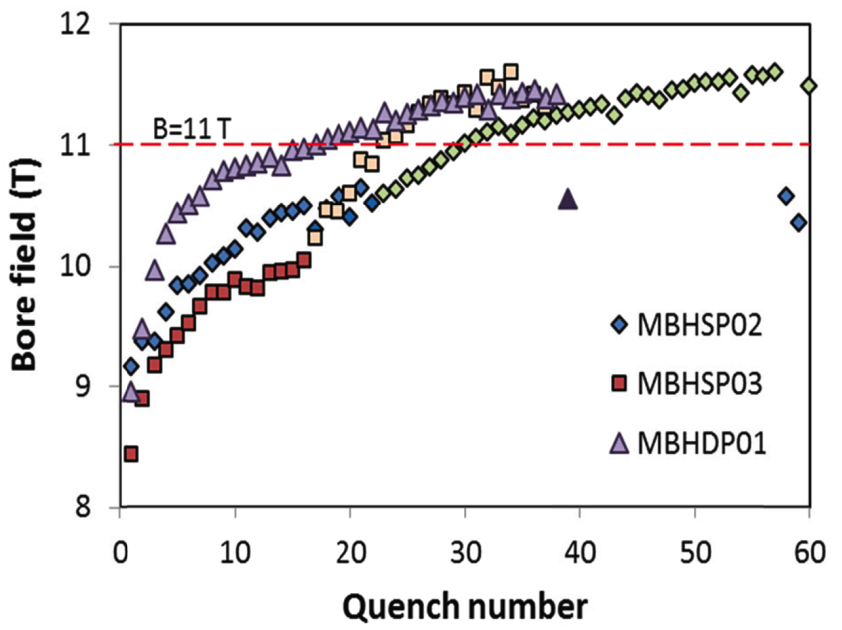 12
11
10
9
8
Bore field (T)
B=11 T
MBHSP02
MBHSP03
MBHDP01
0 10 20 30 40 50 60
Quench number